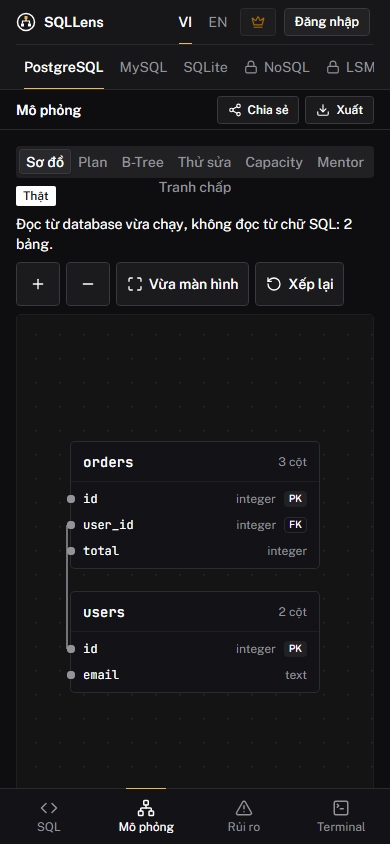 SQLLens VI EN Đăng nhập
PostgreSQL MySQL SQLite NoSQL LSM
Mô phỏng Chia sẻ Xuất
Sơ đồ Plan B-Tree Thử sửa Capacity Mentor
Tranh chấp
Thật
Đọc từ database vừa chạy, không đọc từ chữ SQL: 2
bảng.
+ − Vừa màn hình Xếp lại
orders 3 cột
id integer PK
user_id integer FK
total integer
users 2 cột
id integer PK
email text
SQL Mô phỏng Rủi ro Terminal